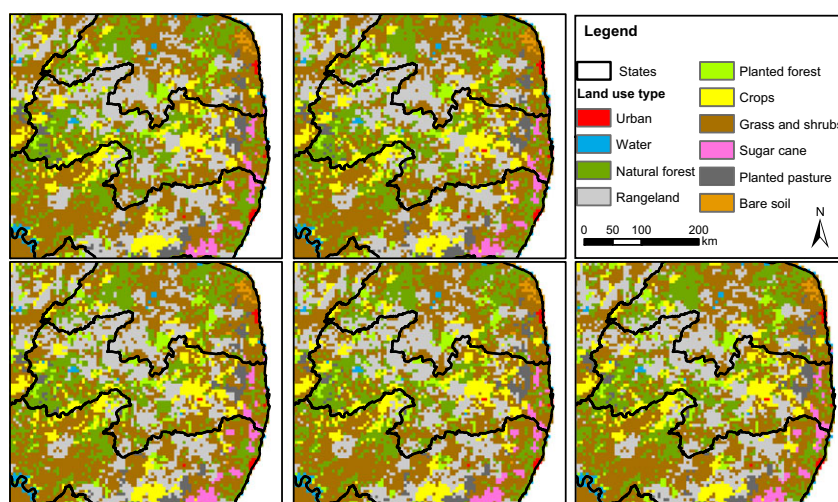 Legend
States
Land use type
Urban
Water
Natural forest
Rangeland
Planted forest
Crops
Grass and shrubs
Sugar cane
Planted pasture
Bare soil
0 50 100 200
km
N